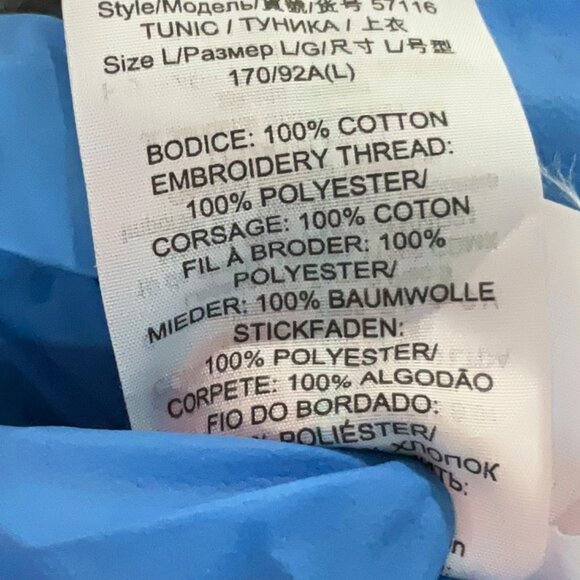 Style/Модель/貨號/货号 57116
TUNIC / ТУНИКА / 上衣
Size L/Размер L/G/尺寸 L/号型
170/92A(L)
BODICE: 100% COTTON
EMBROIDERY THREAD:
100% POLYESTER/
CORSAGE: 100% COTON
FIL À BRODER: 100%
POLYESTER/
MIEDER: 100% BAUMWOLLE
STICKFADEN:
100% POLYESTER/
CORPETE: 100% ALGODÃO
FIO DO BORDADO:
POLIÉSTER/
ХЛОПОК